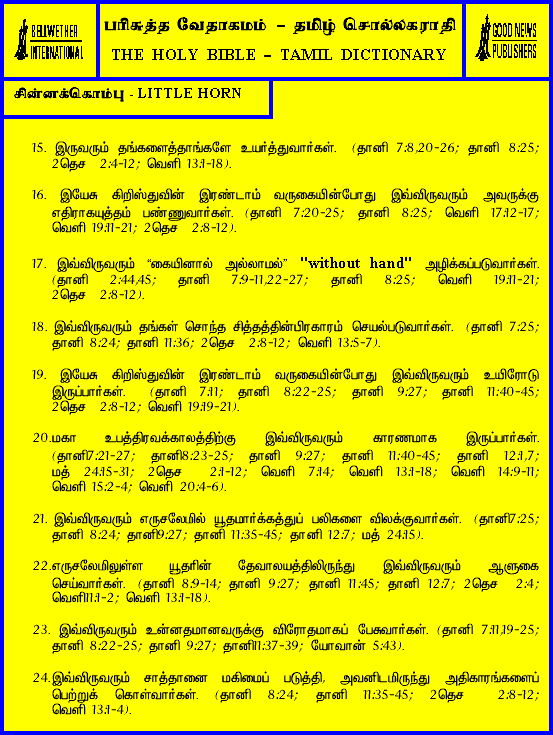 BELLWETHER
INTERNATIONAL
பரிசுத்த வேதாகமம் – தமிழ் சொல்லகராதி
THE HOLY BIBLE – TAMIL DICTIONARY
GOOD NEWS
PUBLISHERS
சின்னக்கொம்பு - LITTLE HORN
15. இருவரும் தங்களைத்தாங்களே உயர்த்துவார்கள். (தானி 7:8,20-26; தானி 8:25;
2தெச 2:4-12; வெளி 13:1-18).
16. இயேசு கிறிஸ்துவின் இரண்டாம் வருகையின்போது இவ்விருவரும் அவருக்கு
எதிராகயுத்தம் பண்ணுவார்கள். (தானி 7:20-25; தானி 8:25; வெளி 17:12-17;
வெளி 19:11-21; 2தெச 2:8-12).
17. இவ்விருவரும் “கையினால் அல்லாமல்” "without hand" அழிக்கப்படுவார்கள்.
(தானி 2:44,45; தானி 7:9-11,22-27; தானி 8:25; வெளி 19:11-21;
2தெச 2:8-12).
18. இவ்விருவரும் தங்கள் சொந்த சித்தத்தின்பிரகாரம் செயல்படுவார்கள். (தானி 7:25;
தானி 8:24; தானி 11:36; 2தெச 2:8-12; வெளி 13:5-7).
19. இயேசு கிறிஸ்துவின் இரண்டாம் வருகையின்போது இவ்விருவரும் உயிரோடு
இருப்பார்கள். (தானி 7:11; தானி 8:22-25; தானி 9:27; தானி 11:40-45;
2தெச 2:8-12; வெளி 19:19-21).
20.மகா உபத்திரவக்காலத்திற்கு இவ்விருவரும் காரணமாக இருப்பார்கள்.
(தானி7:21-27; தானி8:23-25; தானி 9:27; தானி 11:40-45; தானி 12:1,7;
மத் 24:15-31; 2தெச 2:1-12; வெளி 7:14; வெளி 13:1-18; வெளி 14:9-11;
வெளி 15:2-4; வெளி 20:4-6).
21. இவ்விருவரும் எருசலேமில் யூதமார்க்கத்துப் பலிகளை விலக்குவார்கள். (தானி7:25;
தானி 8:24; தானி9:27; தானி 11:35-45; தானி 12:7; மத் 24:15).
22.எருசலேமிலுள்ள யூதரின் தேவாலயத்திலிருந்து இவ்விருவரும் ஆளுகை
செய்வார்கள். (தானி 8:9-14; தானி 9:27; தானி 11:45; தானி 12:7; 2தெச 2:4;
வெளி11:1-2; வெளி 13:1-18).
23. இவ்விருவரும் உன்னதமானவருக்கு விரோதமாகப் பேசுவார்கள். (தானி 7:11,19-25;
தானி 8:22-25; தானி 9:27; தானி11:37-39; யோவான் 5:43).
24.இவ்விருவரும் சாத்தானை மகிமைப் படுத்தி, அவனிடமிருந்து அதிகாரங்களைப்
பெற்றுக் கொள்வார்கள். (தானி 8:24; தானி 11:35-45; 2தெச 2:8-12;
வெளி 13:1-4).